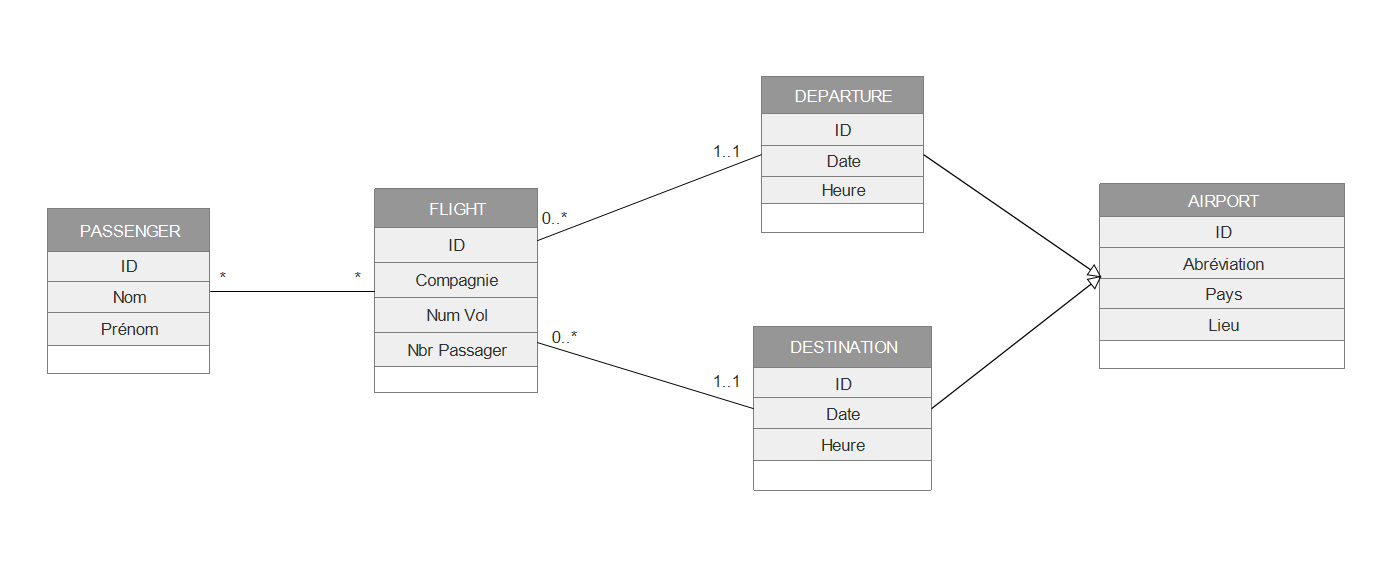 PASSENGER
ID
Nom
Prénom
*
*
FLIGHT
ID
Compagnie
Num Vol
Nbr Passager
0..*
1..1
0..*
1..1
DEPARTURE
ID
Date
Heure
DESTINATION
ID
Date
Heure
AIRPORT
ID
Abréviation
Pays
Lieu